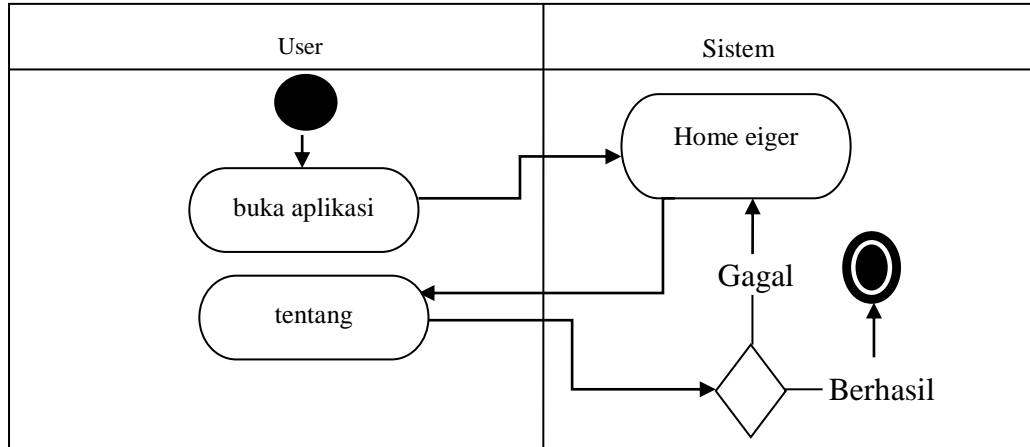 User
Sistem
Home eiger
buka aplikasi
Gagal
tentang
Berhasil